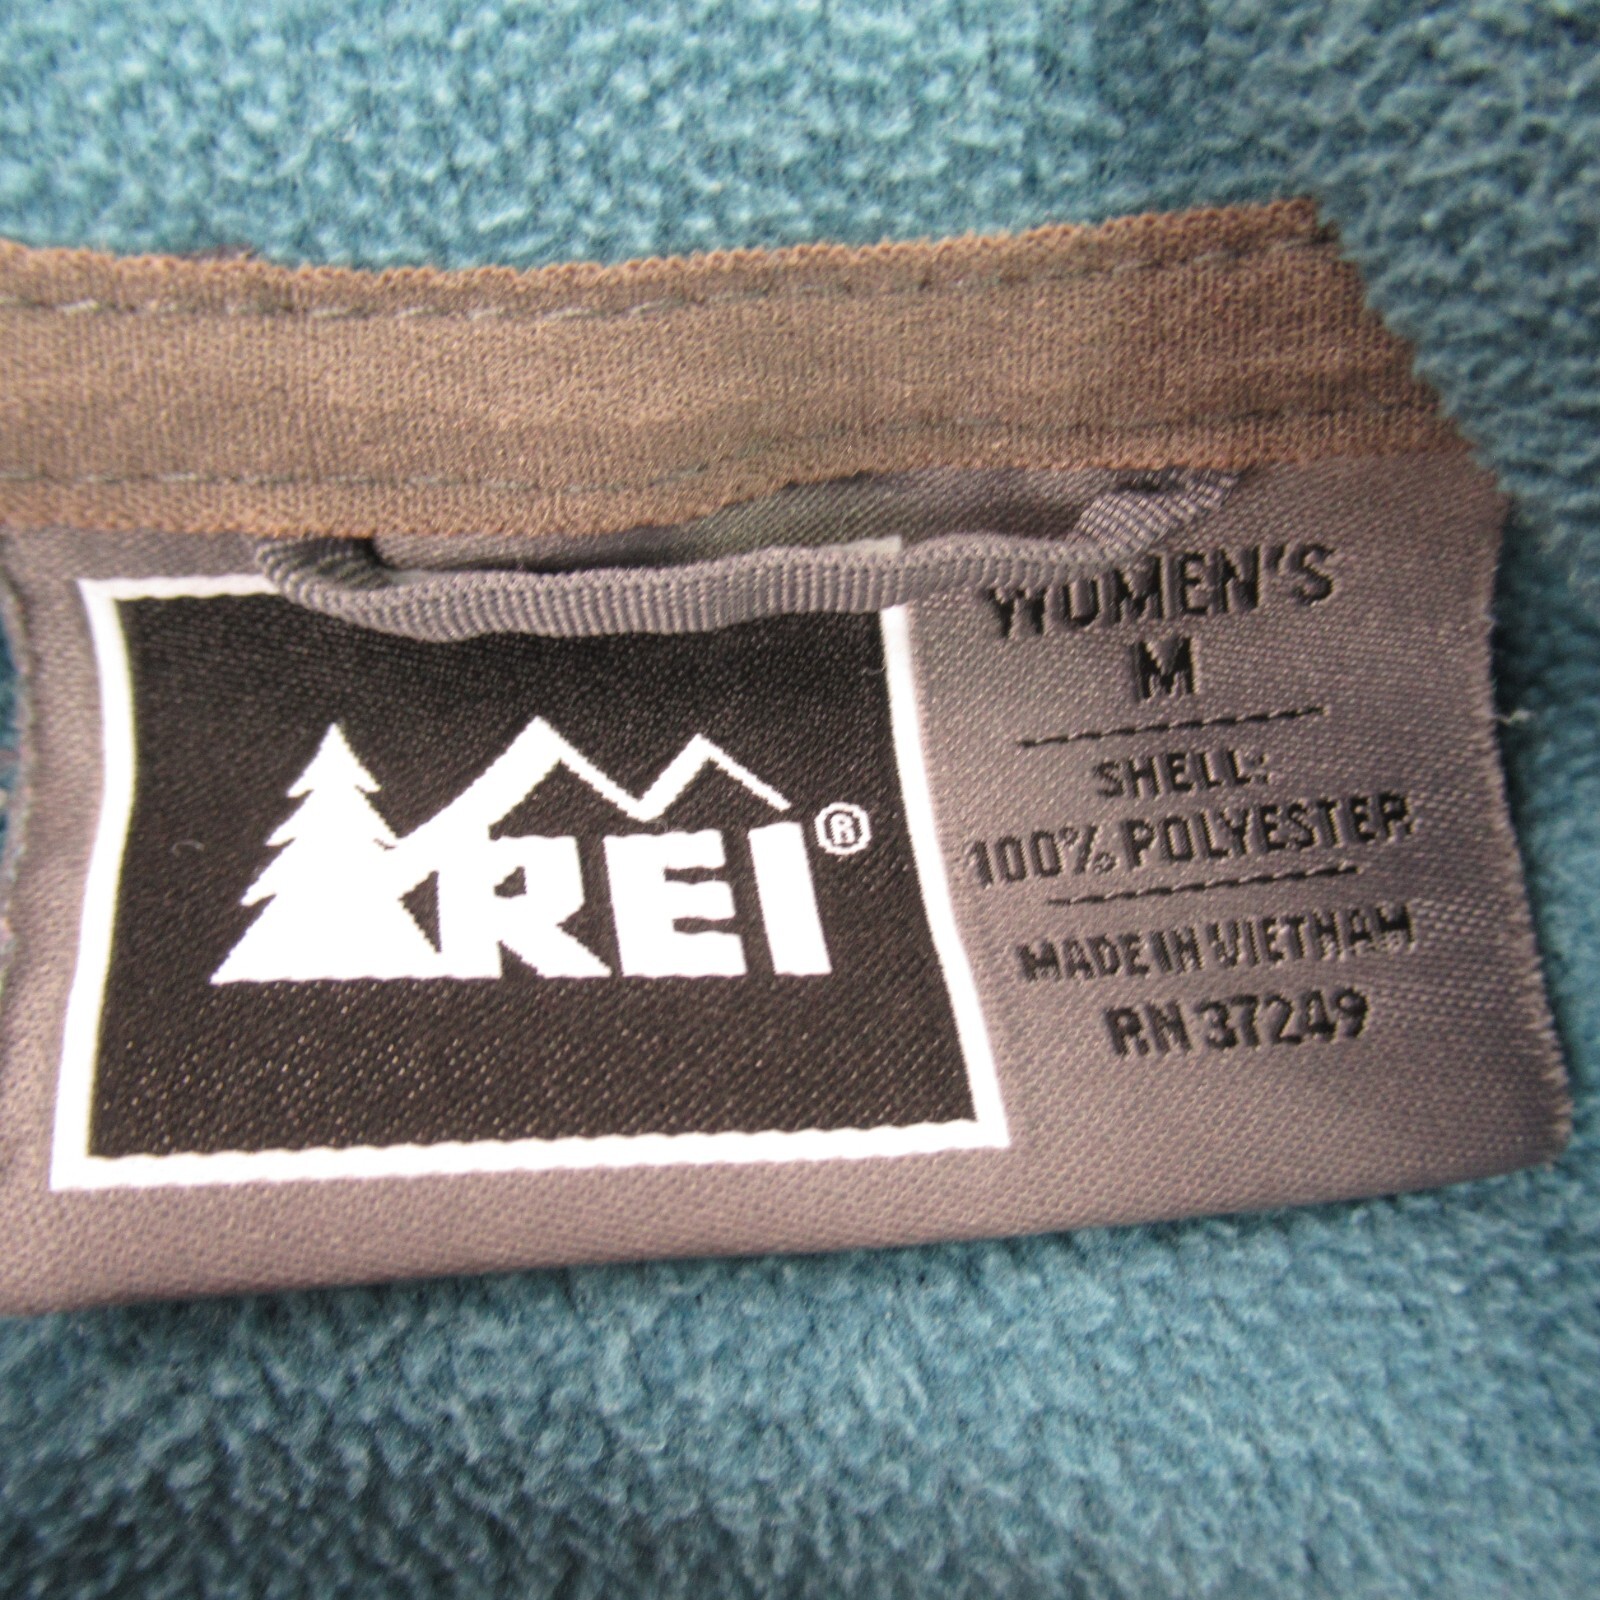 REI®
WOMEN'S
M
SHELL:
100% POLYESTER
MADE IN VIETNAM
RN 37249